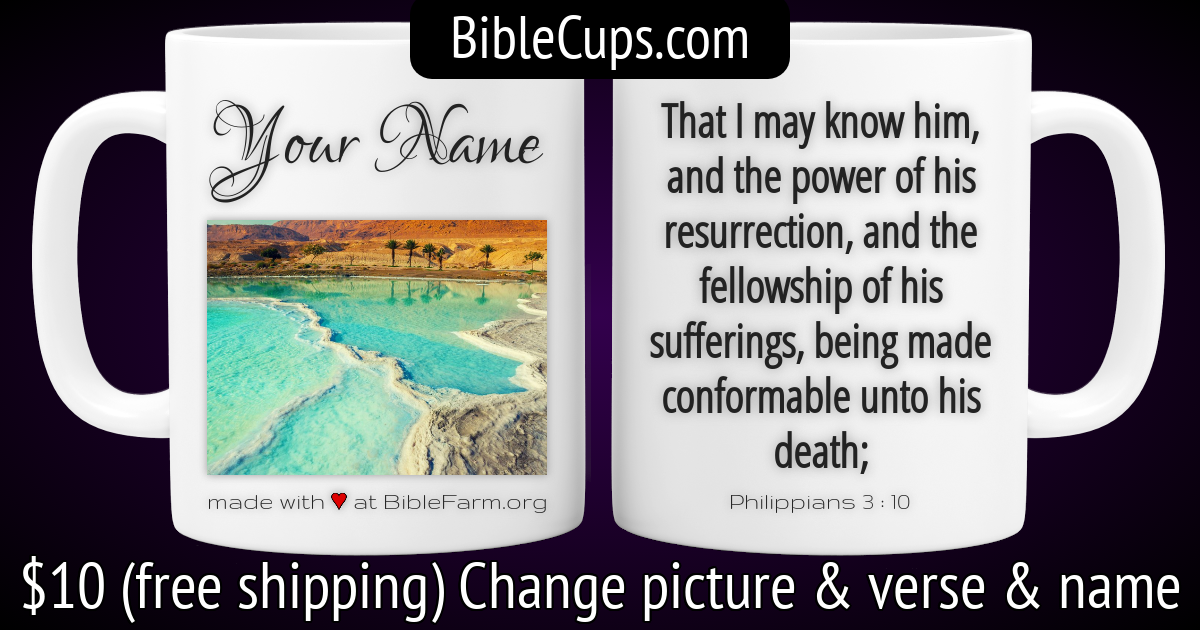 BibleCups.com
Your Name
made with ❤ at BibleFarm.org
That I may know him,
and the power of his
resurrection, and the
fellowship of his
sufferings, being made
conformable unto his
death;
Philippians 3 : 10
$10 (free shipping) Change picture & verse & name